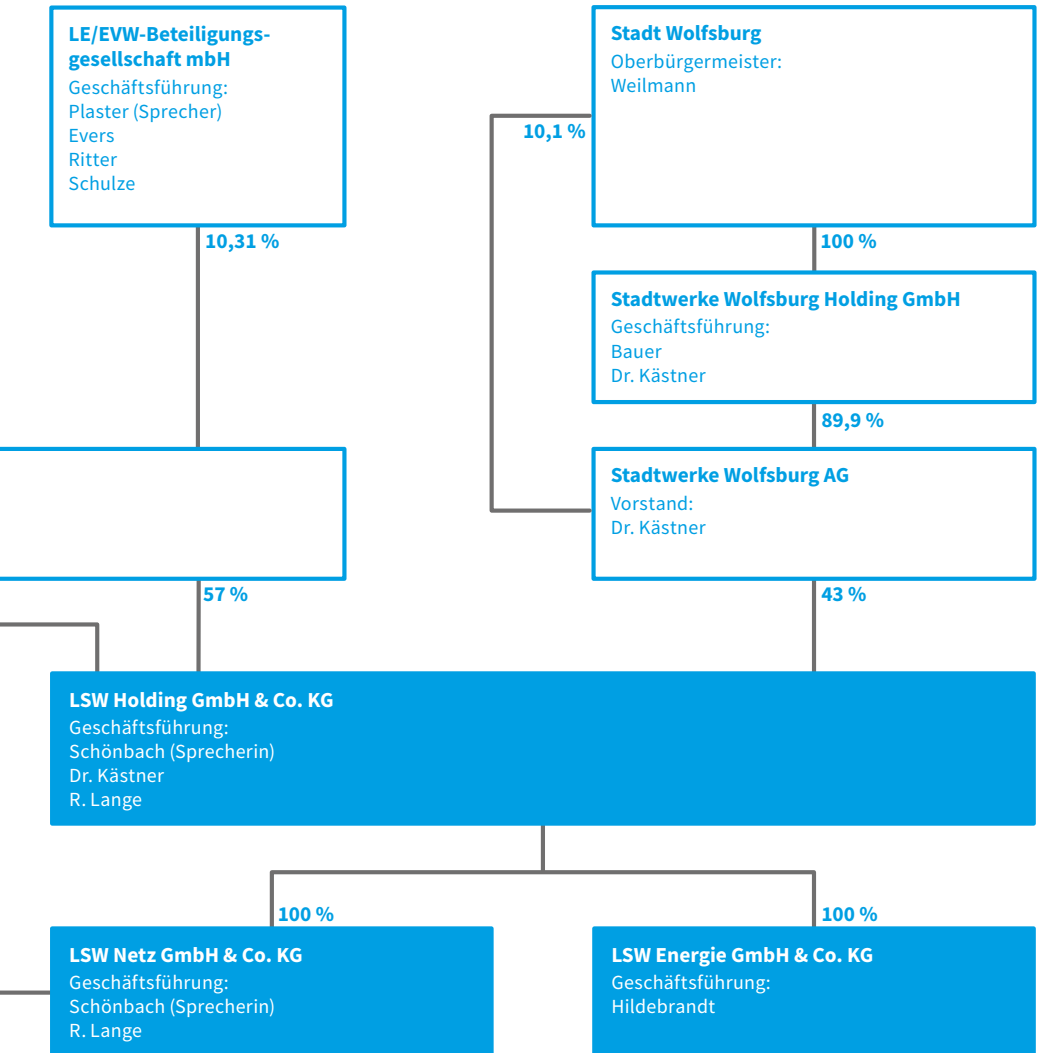 LE/EVW-Beteiligungs-
gesellschaft mbH
Geschäftsführung:
Plaster (Sprecher)
Evers
Ritter
Schulze
10,31 %
Stadt Wolfsburg
Oberbürgermeister:
Weilmann
10,1 %
100 %
Stadtwerke Wolfsburg Holding GmbH
Geschäftsführung:
Bauer
Dr. Kästner
89,9 %
Stadtwerke Wolfsburg AG
Vorstand:
Dr. Kästner
57 %
43 %
LSW Holding GmbH & Co. KG
Geschäftsführung:
Schönbach (Sprecherin)
Dr. Kästner
R. Lange
100 %
100 %
LSW Netz GmbH & Co. KG
Geschäftsführung:
Schönbach (Sprecherin)
R. Lange
LSW Energie GmbH & Co. KG
Geschäftsführung:
Hildebrandt